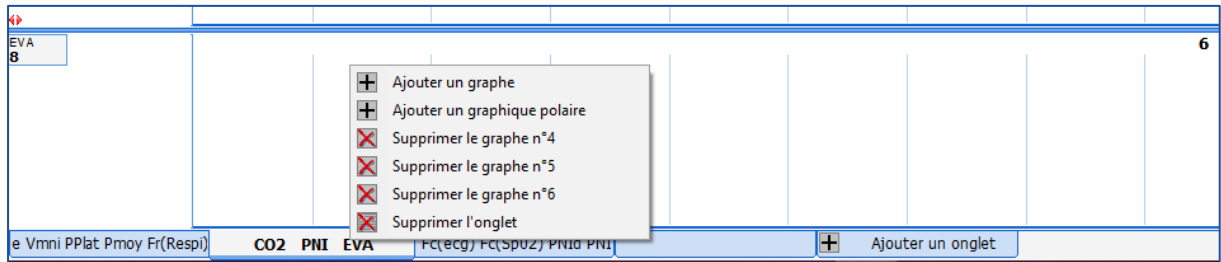 EVA
8
6
Ajouter un graphe
Ajouter un graphique polaire
Supprimer le graphe n°4
Supprimer le graphe n°5
Supprimer le graphe n°6
Supprimer l'onglet
e Vmni PPlat Pmoy Fr(Respi)
CO2 PNI EVA
Fc(ecg) Fc(SpO2) PNId PNI
Ajouter un onglet